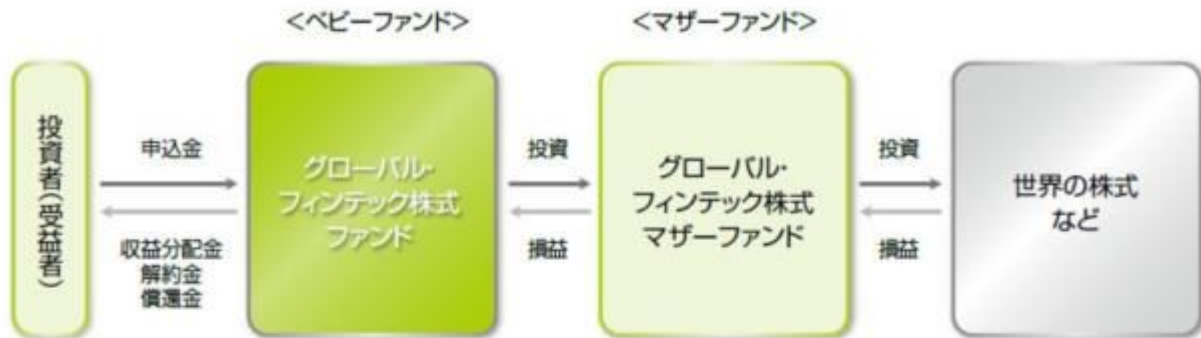 <ベビーファンド>
<マザーファンド>
投資者(受益者)
申込金
収益分配金
解約金
償還金
グローバル・
フィンテック株式
ファンド
投資
損益
グローバル・
フィンテック株式
マザーファンド
投資
損益
世界の株式
など